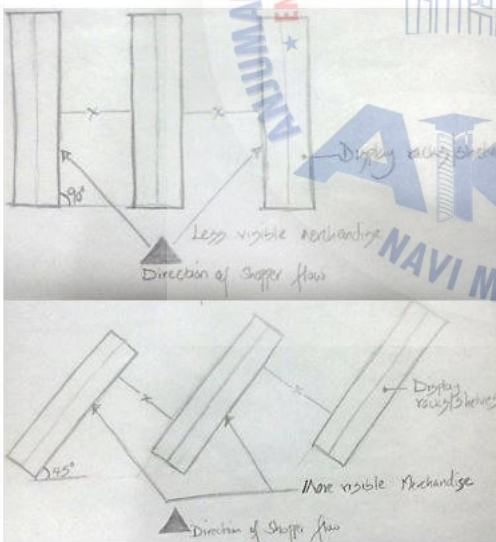 ANJUMAN
90°
x
x
Display racks/shelves
Less visible merchandise
Direction of Shopper flow
NAVI M
45°
x
x
Display
racks/shelves
More visible Merchandise
Direction of Shopper flow